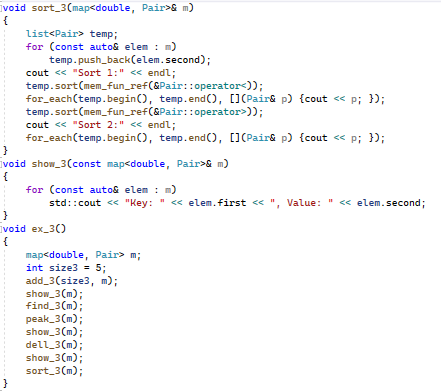 void sort_3(map<double, Pair>& m)
{
    list<Pair> temp;
    for (const auto& elem : m)
        temp.push_back(elem.second);
    cout << "Sort 1:" << endl;
    temp.sort(mem_fun_ref(&Pair::operator<));
    for_each(temp.begin(), temp.end(), [](Pair& p) {cout << p; });
    temp.sort(mem_fun_ref(&Pair::operator>));
    cout << "Sort 2:" << endl;
    for_each(temp.begin(), temp.end(), [](Pair& p) {cout << p; });
}
void show_3(const map<double, Pair>& m)
{
    for (const auto& elem : m)
        std::cout << "Key: " << elem.first << ", Value: " << elem.second;
}
void ex_3()
{
    map<double, Pair> m;
    int size3 = 5;
    add_3(size3, m);
    show_3(m);
    find_3(m);
    peak_3(m);
    show_3(m);
    dell_3(m);
    show_3(m);
    sort_3(m);
}